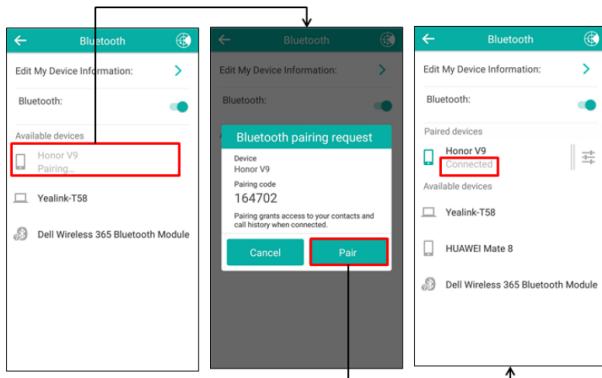 Bluetooth
Edit My Device Information:
Bluetooth:
Available devices
Honor V9
Pairing...
Yealink-T58
Dell Wireless 365 Bluetooth Module
Bluetooth
Edit My Device Information:
Bluetooth:
Bluetooth pairing request
Device
Honor V9
Pairing code
164702
Pairing grants access to your contacts and
call history when connected.
Cancel
Pair
Bluetooth
Edit My Device Information:
Bluetooth:
Paired devices
Honor V9
Connected
Available devices
Yealink-T58
HUAWEI Mate 8
Dell Wireless 365 Bluetooth Module